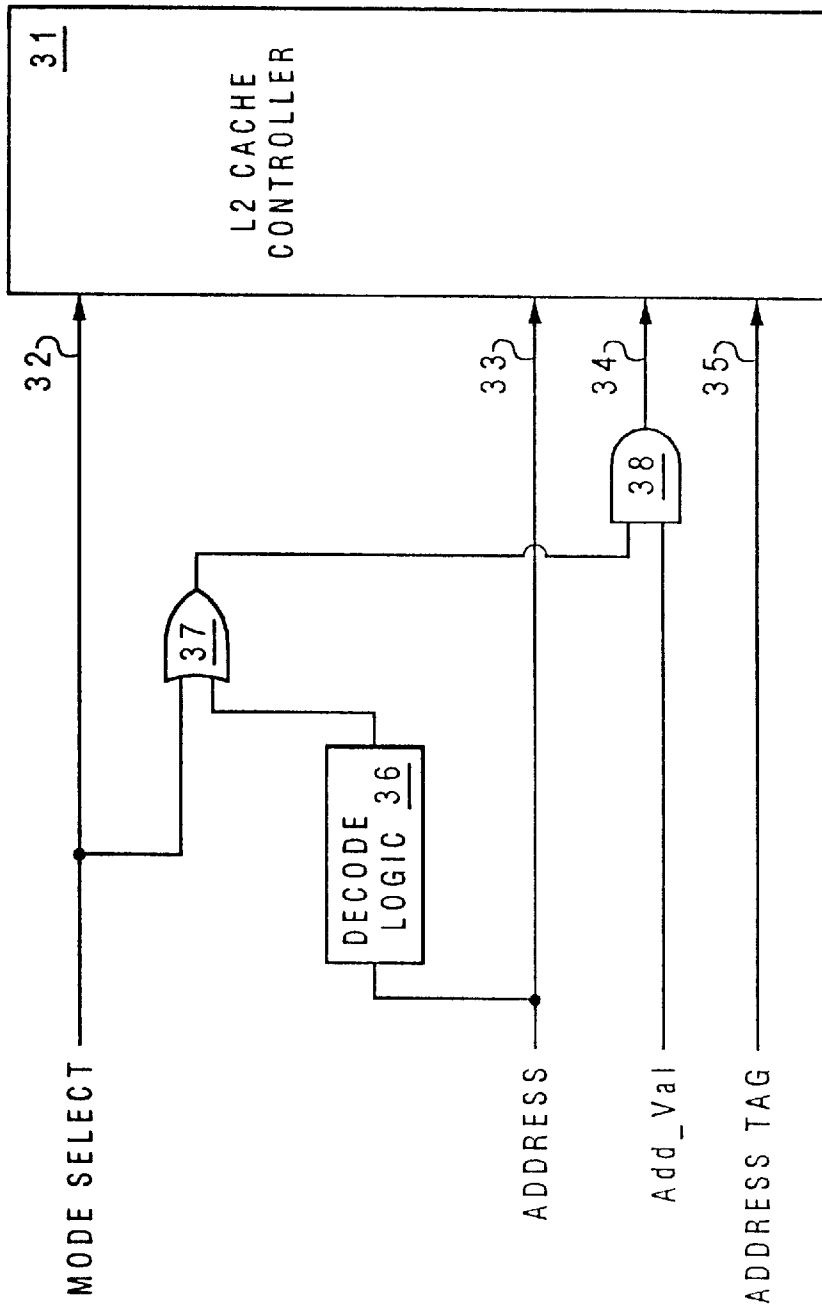 31
L2 CACHE
CONTROLLER
32
33
34
35
37
38
DECODE
LOGIC 36
MODE SELECT
ADDRESS
Add_Val
ADDRESS TAG